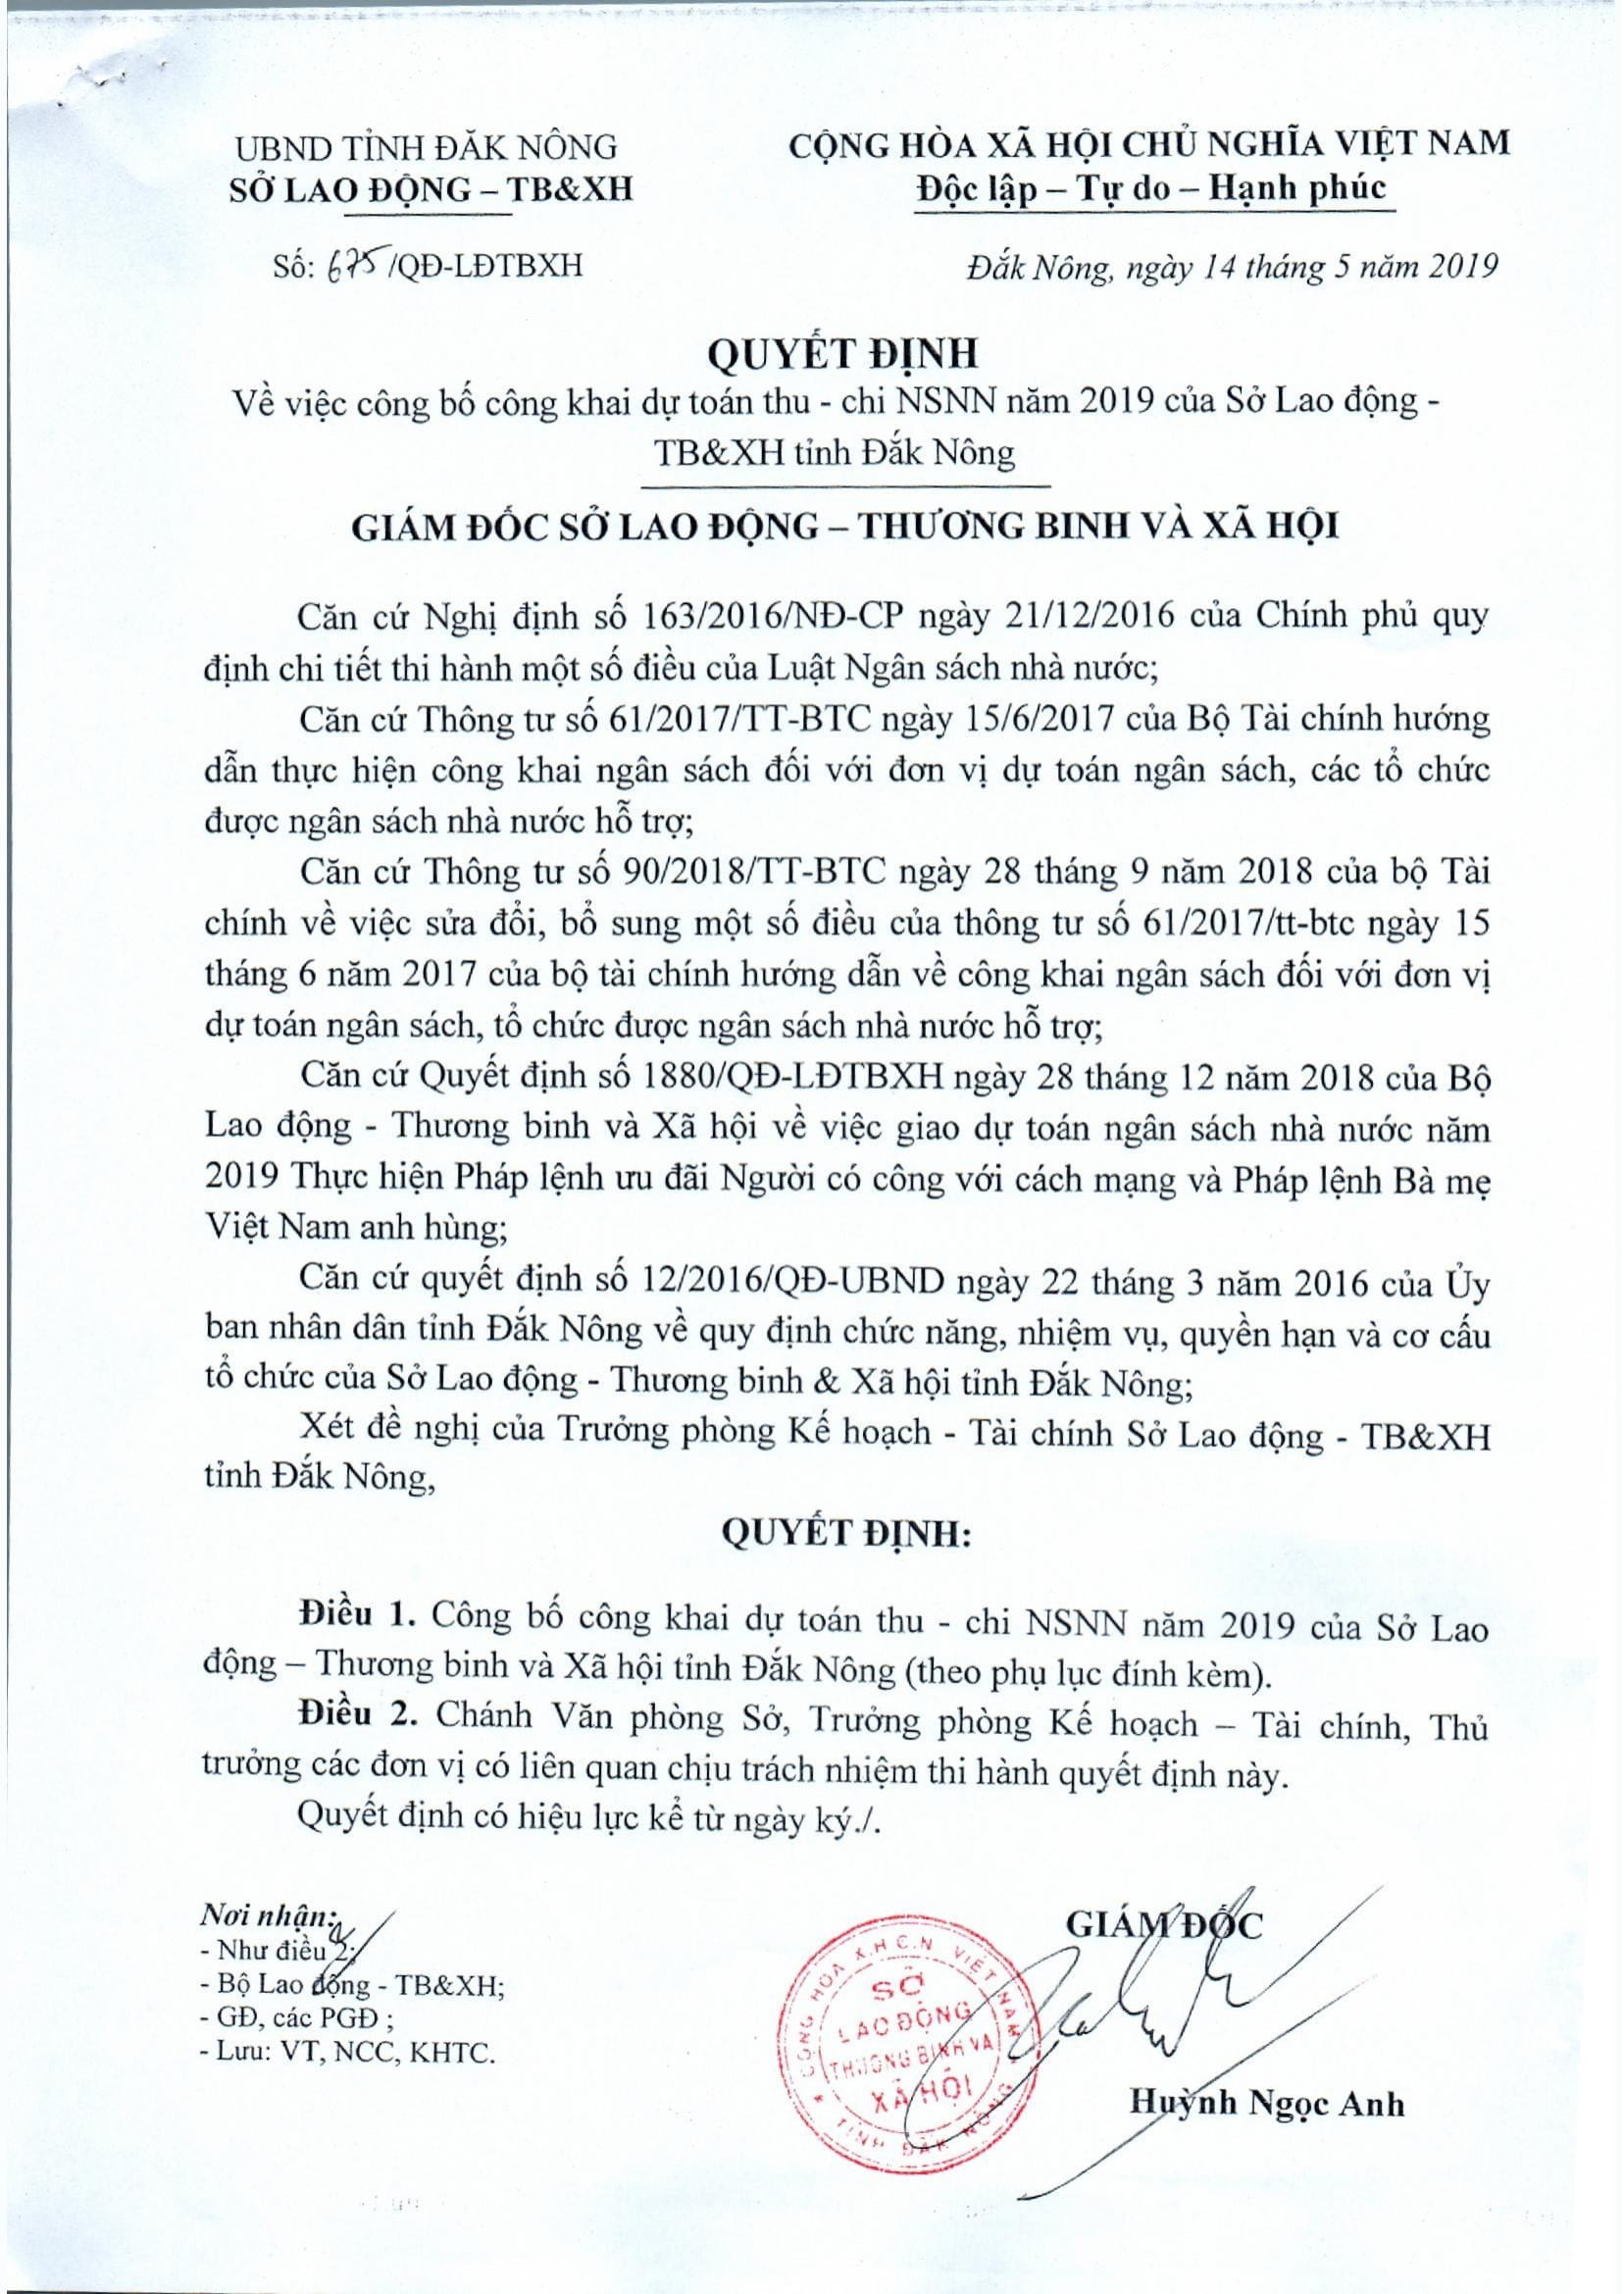 UBND TỈNH ĐĂK NÔNG
SỞ LAO ĐỘNG – TB&XH
CỘNG HÒA XÃ HỘI CHỦ NGHĨA VIỆT NAM
Độc lập – Tự do – Hạnh phúc
Số: 675/QĐ-LĐTBXH
Đắk Nông, ngày 14 tháng 5 năm 2019
QUYẾT ĐỊNH
Về việc công bố công khai dự toán thu - chi NSNN năm 2019 của Sở Lao động -
TB&XH tỉnh Đắk Nông
GIÁM ĐỐC SỞ LAO ĐỘNG – THƯƠNG BINH VÀ XÃ HỘI
Căn cứ Nghị định số 163/2016/NĐ-CP ngày 21/12/2016 của Chính phủ quy
định chi tiết thi hành một số điều của Luật Ngân sách nhà nước;
Căn cứ Thông tư số 61/2017/TT-BTC ngày 15/6/2017 của Bộ Tài chính hướng
dẫn thực hiện công khai ngân sách đối với đơn vị dự toán ngân sách, các tổ chức
được ngân sách nhà nước hỗ trợ;
Căn cứ Thông tư số 90/2018/TT-BTC ngày 28 tháng 9 năm 2018 của bộ Tài
chính về việc sửa đổi, bổ sung một số điều của thông tư số 61/2017/tt-btc ngày 15
tháng 6 năm 2017 của bộ tài chính hướng dẫn về công khai ngân sách đối với đơn vị
dự toán ngân sách, tổ chức được ngân sách nhà nước hỗ trợ;
Căn cứ Quyết định số 1880/QĐ-LĐTBXH ngày 28 tháng 12 năm 2018 của Bộ
Lao động - Thương binh và Xã hội về việc giao dự toán ngân sách nhà nước năm
2019 Thực hiện Pháp lệnh ưu đãi Người có công với cách mạng và Pháp lệnh Bà mẹ
Việt Nam anh hùng;
Căn cứ quyết định số 12/2016/QĐ-UBND ngày 22 tháng 3 năm 2016 của Ủy
ban nhân dân tỉnh Đắk Nông về quy định chức năng, nhiệm vụ, quyền hạn và cơ cấu
tổ chức của Sở Lao động - Thương binh & Xã hội tỉnh Đắk Nông;
Xét đề nghị của Trưởng phòng Kế hoạch - Tài chính Sở Lao động - TB&XH
tỉnh Đắk Nông,
QUYẾT ĐỊNH:
Điều 1. Công bố công khai dự toán thu - chi NSNN năm 2019 của Sở Lao
động – Thương binh và Xã hội tỉnh Đắk Nông (theo phụ lục đính kèm).
Điều 2. Chánh Văn phòng Sở, Trưởng phòng Kế hoạch – Tài chính, Thủ
trưởng các đơn vị có liên quan chịu trách nhiệm thi hành quyết định này.
Quyết định có hiệu lực kể từ ngày ký./.
Nơi nhận:
- Như điều 2;
- Bộ Lao động - TB&XH;
- GĐ, các PGĐ ;
- Lưu: VT, NCC, KHTC.
GIÁM ĐỐC
CỘNG HÒA X.H.C.N VIỆT NAM
SỞ
LAO ĐỘNG
THƯƠNG BINH VÀ
XÃ HỘI
TỈNH ĐĂK NÔNG
Huỳnh Ngọc Anh